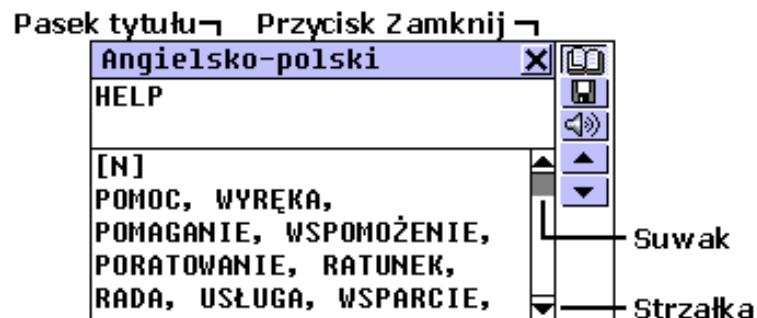 Pasek tytułu Przycisk Zamknij
Angielsko-polski
HELP
[N]
POMOC, WYRĘKA,
POMAGANIE, WSPOMOŻENIE,
Suwak
PORATOWANIE, RATUNEK,
RADA, USŁUGA, WSPARCIE,
Strzałka